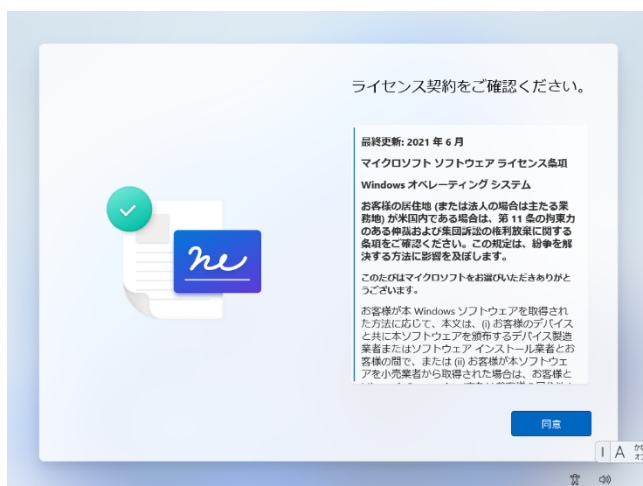 ライセンス契約をご確認ください。
最終更新: 2021 年 6 月
マイクロソフト ソフトウェア ライセンス条項
Windows オペレーティング システム
お客様の居住地 (または法人の場合は主たる業
務地) が米国内である場合は、第 11 条の拘束力
のある仲裁および集団訴訟の権利放棄に関する
条項をご確認ください。この規定は、紛争を解
決する方法に影響を及ぼします。
このたびはマイクロソフトをお選びいただきありがと
うございます。
お客様が本 Windows ソフトウェアを取得され
た方法に応じて、本文は、(i) お客様のデバイス
と共に本ソフトウェアを頒布するデバイス製造
業者またはソフトウェア インストール業者とお
客様の間で、または (ii) お客様が本ソフトウェ
アを小売業者から取得された場合は、お客様と
同意
A